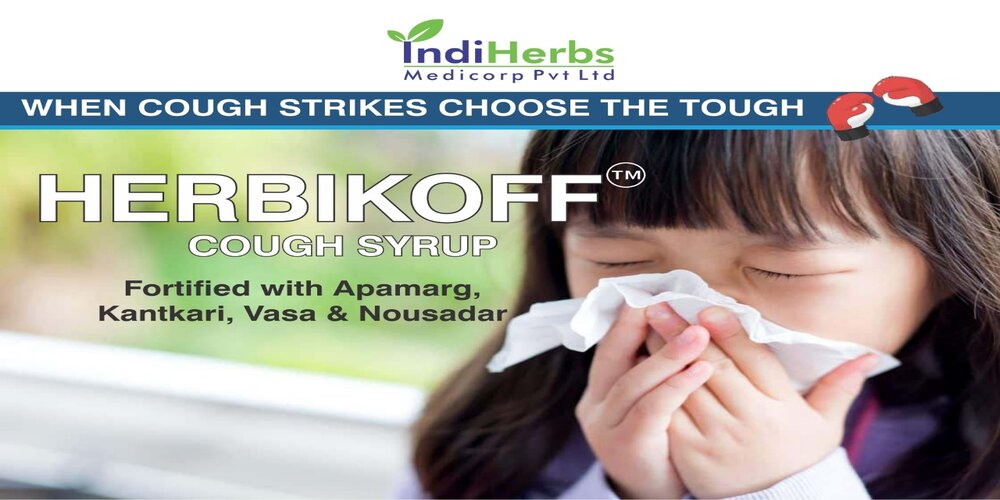 IndiHerbs
Medicorp Pvt Ltd
WHEN COUGH STRIKES CHOOSE THE TOUGH
HERBIKOFF™
COUGH SYRUP
Fortified with Apamarg,
Kantkari, Vasa & Nousadar